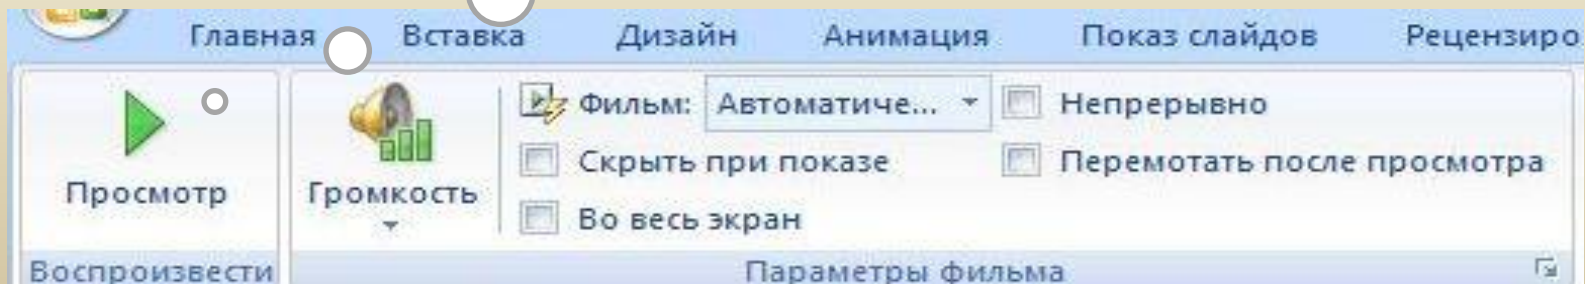 Главная Вставка Дизайн Анимация Показ слайдов Рецензиро
Фильм: Автоматиче... Непрерывно
Скрыть при показе Перемотать после просмотра
Просмотр Громкость
Во весь экран
Воспроизвести Параметры фильма